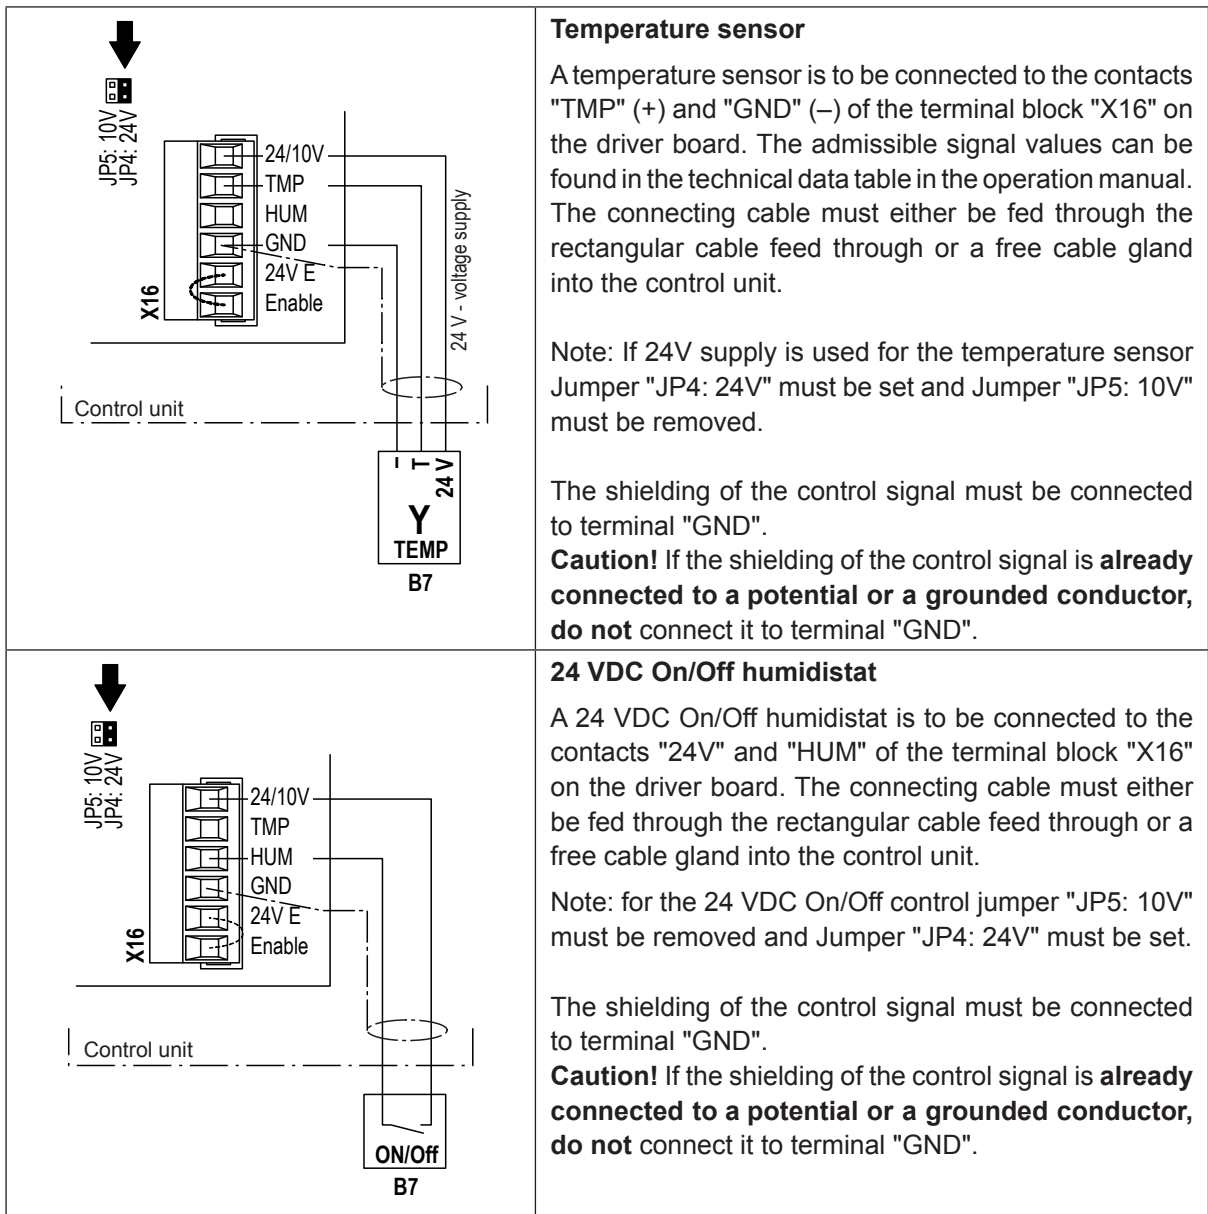 JP5: 10V
JP4: 24V
24/10V
TMP
HUM
GND
24V E
Enable
X16
24 V - voltage supply
Control unit
– T 24 V
Y
TEMP
B7
Temperature sensor
A temperature sensor is to be connected to the contacts
"TMP" (+) and "GND" (–) of the terminal block "X16" on
the driver board. The admissible signal values can be
found in the technical data table in the operation manual.
The connecting cable must either be fed through the
rectangular cable feed through or a free cable gland
into the control unit.
Note: If 24V supply is used for the temperature sensor
Jumper "JP4: 24V" must be set and Jumper "JP5: 10V"
must be removed.
The shielding of the control signal must be connected
to terminal "GND".
Caution! If the shielding of the control signal is already
connected to a potential or a grounded conductor,
do not connect it to terminal "GND".
JP5: 10V
JP4: 24V
24/10V
TMP
HUM
GND
24V E
Enable
X16
Control unit
ON/Off
B7
24 VDC On/Off humidistat
A 24 VDC On/Off humidistat is to be connected to the
contacts "24V" and "HUM" of the terminal block "X16"
on the driver board. The connecting cable must either
be fed through the rectangular cable feed through or a
free cable gland into the control unit.
Note: for the 24 VDC On/Off control jumper "JP5: 10V"
must be removed and Jumper "JP4: 24V" must be set.
The shielding of the control signal must be connected
to terminal "GND".
Caution! If the shielding of the control signal is already
connected to a potential or a grounded conductor,
do not connect it to terminal "GND".